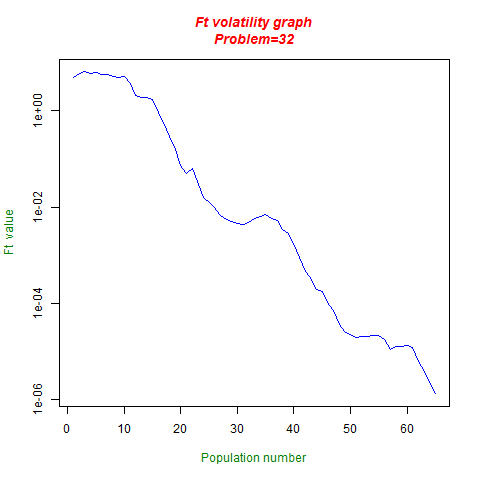 Ft volatility graph
Problem=32
1e+00
1e-02
1e-04
1e-06
Ft value
0 10 20 30 40 50 60
Population number